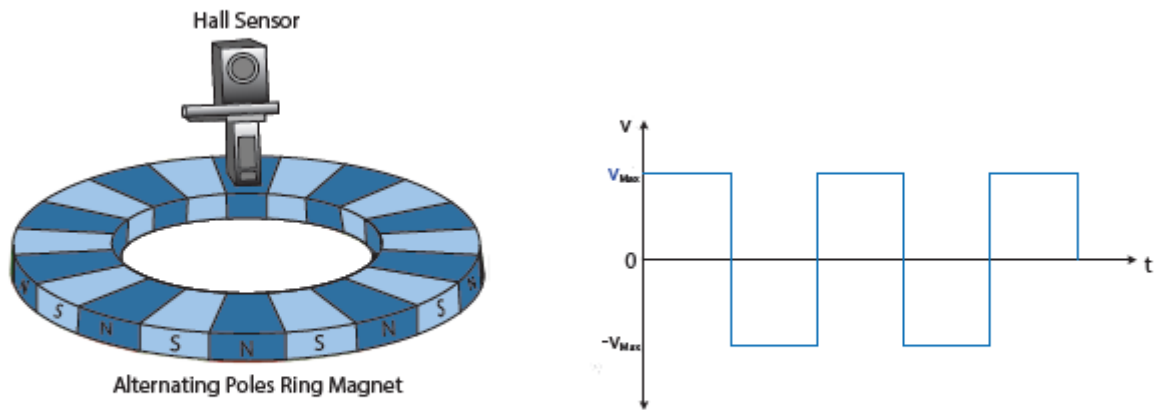 Hall Sensor
S
N
S
N
S
N
S
Alternating Poles Ring Magnet
V
VMax
0
t
-VMax